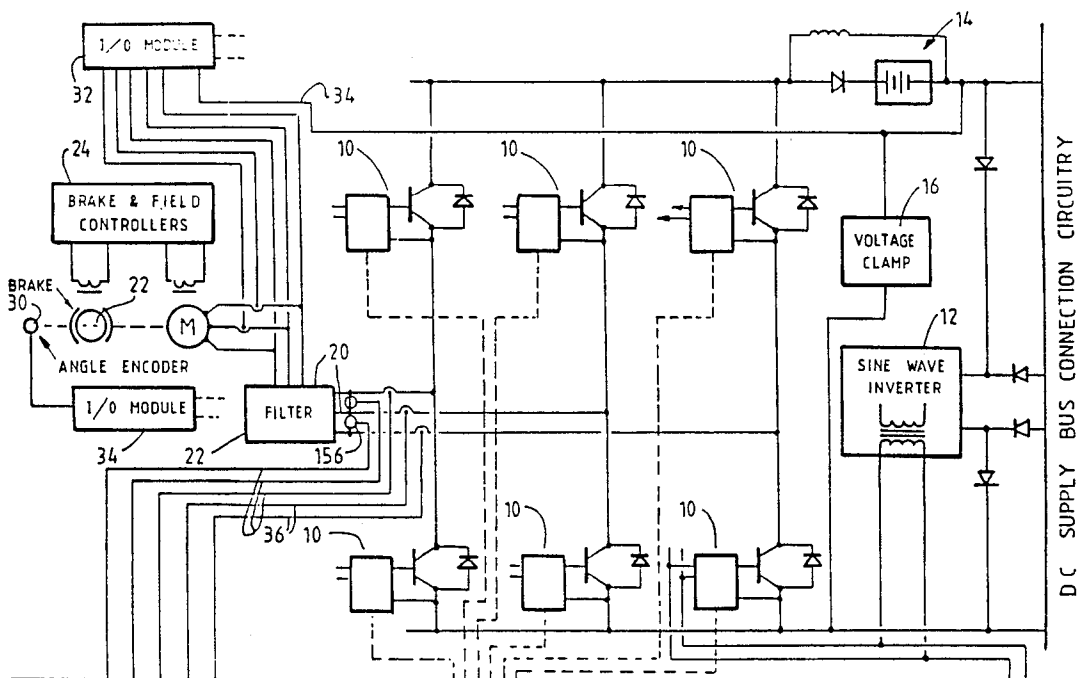 I/O MODULE
32
34
14
24
BRAKE & FIELD
CONTROLLERS
10
10
10
16
VOLTAGE
CLAMP
BRAKE
22
30
M
ANGLE ENCODER
20
12
SINE WAVE
INVERTER
I/O MODULE
FILTER
34
22
156
36
10
10
10
DC SUPPLY BUS CONNECTION CIRCUITRY